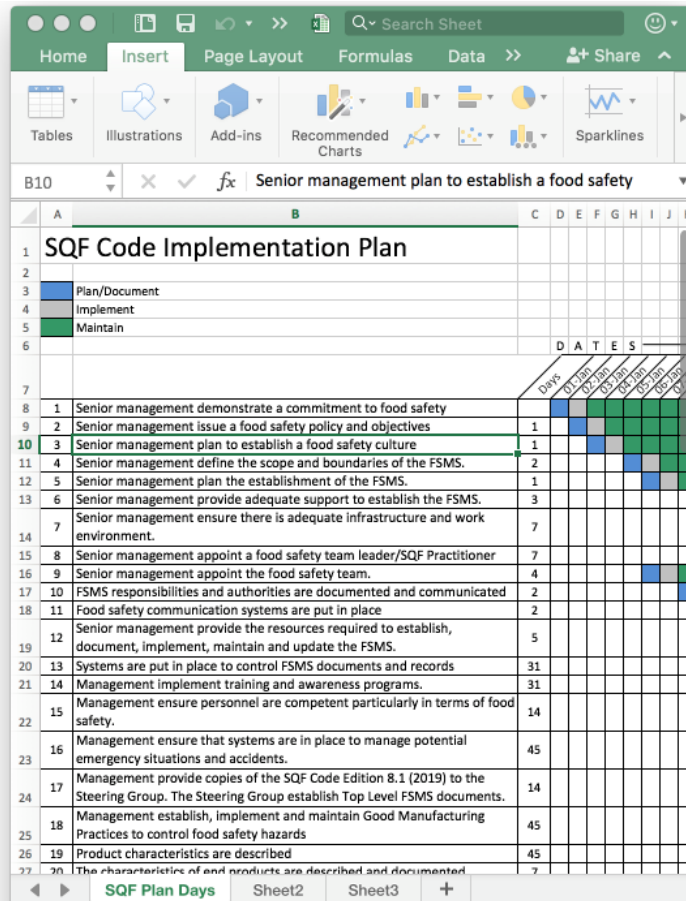 Search Sheet
Home Insert Page Layout Formulas Data Share
Tables Illustrations Add-ins Recommended Charts Sparklines
B10 fx Senior management plan to establish a food safety
A B C D E F G H I J
1 SQF Code Implementation Plan
2
3 Plan/Document
4 Implement
5 Maintain
6 D A T E S
7 Days 01-Jan 02-Jan 03-Jan 04-Jan 05-Jan 06-Jan
8 1 Senior management demonstrate a commitment to food safety
9 2 Senior management issue a food safety policy and objectives 1
10 3 Senior management plan to establish a food safety culture 1
11 4 Senior management define the scope and boundaries of the FSMS. 2
12 5 Senior management plan the establishment of the FSMS. 1
13 6 Senior management provide adequate support to establish the FSMS. 3
Senior management ensure there is adequate infrastructure and work
14 7 environment. 7
15 8 Senior management appoint a food safety team leader/SQF Practitioner 7
16 9 Senior management appoint the food safety team. 4
17 10 FSMS responsibilities and authorities are documented and communicated 2
18 11 Food safety communication systems are put in place 2
Senior management provide the resources required to establish,
19 12 document, implement, maintain and update the FSMS. 5
20 13 Systems are put in place to control FSMS documents and records 31
21 14 Management implement training and awareness programs. 31
Management ensure personnel are competent particularly in terms of food
22 15 safety. 14
Management ensure that systems are in place to manage potential
23 16 emergency situations and accidents. 45
Management provide copies of the SQF Code Edition 8.1 (2019) to the
24 17 Steering Group. The Steering Group establish Top Level FSMS documents. 14
Management establish, implement and maintain Good Manufacturing
25 18 Practices to control food safety hazards 45
26 19 Product characteristics are described 45
27 20 The characteristics of end products are described and documented 7
SQF Plan Days Sheet2 Sheet3 +